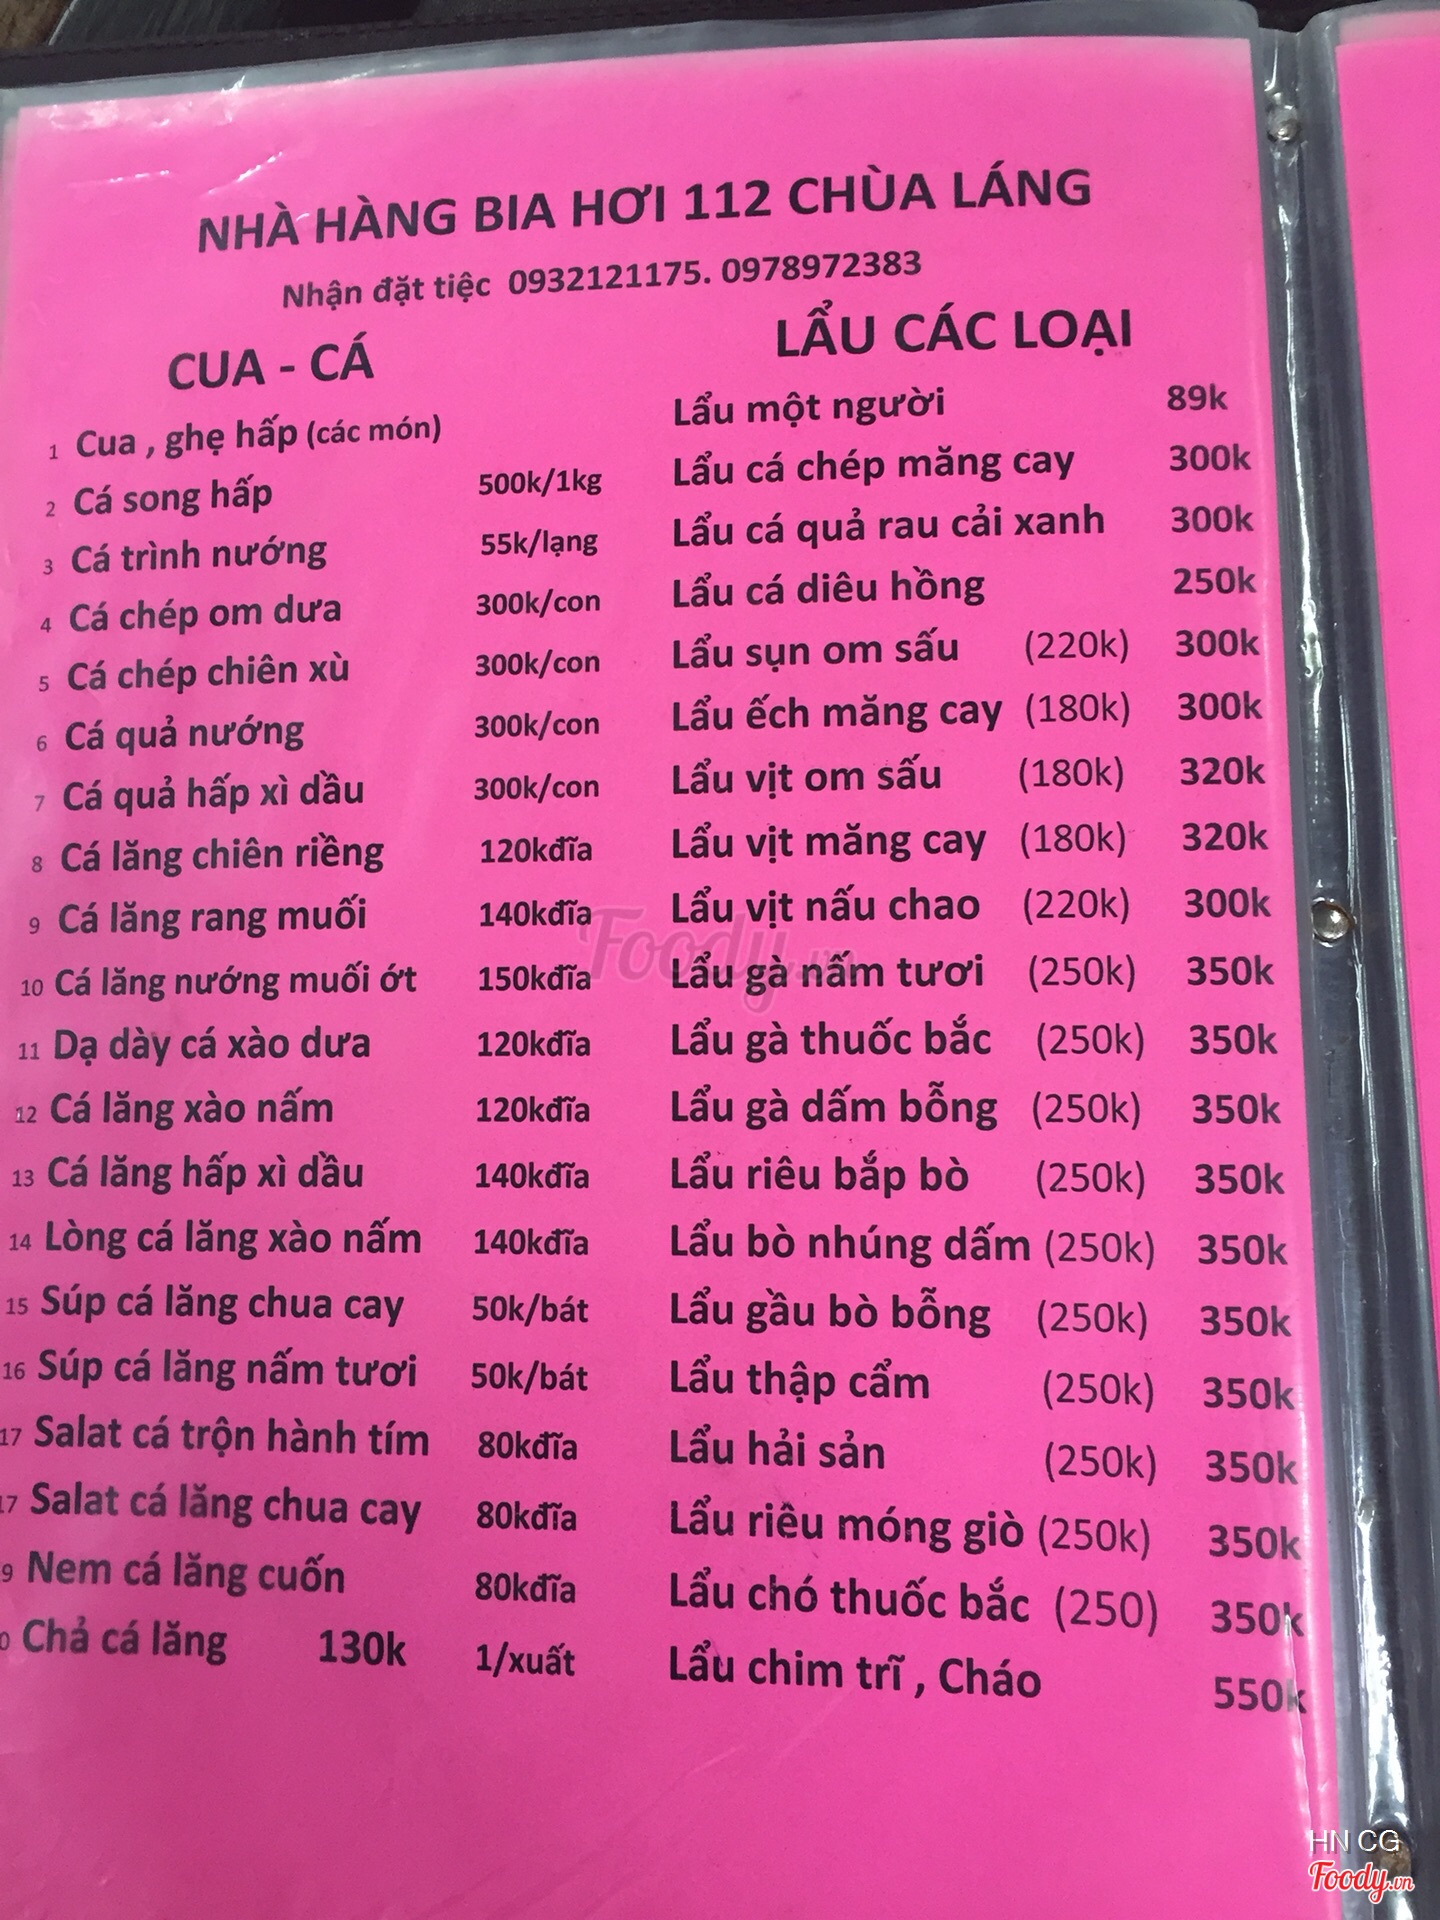 NHÀ HÀNG BIA HƠI 112 CHÙA LÁNG
Nhận đặt tiệc 0932121175. 0978972383
CUA - CÁ
1 Cua , ghẹ hấp (các món)
2 Cá song hấp 500k/1kg
3 Cá trình nướng 55k/lạng
4 Cá chép om dưa 300k/con
5 Cá chép chiên xù 300k/con
6 Cá quả nướng 300k/con
7 Cá quả hấp xì dầu 300k/con
8 Cá lăng chiên riềng 120kđĩa
9 Cá lăng rang muối 140kđĩa
10 Cá lăng nướng muối ớt 150kđĩa
11 Dạ dày cá xào dưa 120kđĩa
12 Cá lăng xào nấm 120kđĩa
13 Cá lăng hấp xì dầu 140kđĩa
14 Lòng cá lăng xào nấm 140kđĩa
15 Súp cá lăng chua cay 50k/bát
16 Súp cá lăng nấm tươi 50k/bát
17 Salat cá trộn hành tím 80kđĩa
17 Salat cá lăng chua cay 80kđĩa
9 Nem cá lăng cuốn 80kđĩa
0 Chả cá lăng 130k 1/xuất
LẨU CÁC LOẠI
Lẩu một người 89k
Lẩu cá chép măng cay 300k
Lẩu cá quả rau cải xanh 300k
Lẩu cá diêu hồng 250k
Lẩu sụn om sấu (220k) 300k
Lẩu ếch măng cay (180k) 300k
Lẩu vịt om sấu (180k) 320k
Lẩu vịt măng cay (180k) 320k
Lẩu vịt nấu chao (220k) 300k
Lẩu gà nấm tươi (250k) 350k
Lẩu gà thuốc bắc (250k) 350k
Lẩu gà dấm bỗng (250k) 350k
Lẩu riêu bắp bò (250k) 350k
Lẩu bò nhúng dấm (250k) 350k
Lẩu gầu bò bỗng (250k) 350k
Lẩu thập cẩm (250k) 350k
Lẩu hải sản (250k) 350k
Lẩu riêu móng giò (250k) 350k
Lẩu chó thuốc bắc (250) 350k
Lẩu chim trĩ , Cháo 550k
Foody.vn
HN CG
Foody.vn